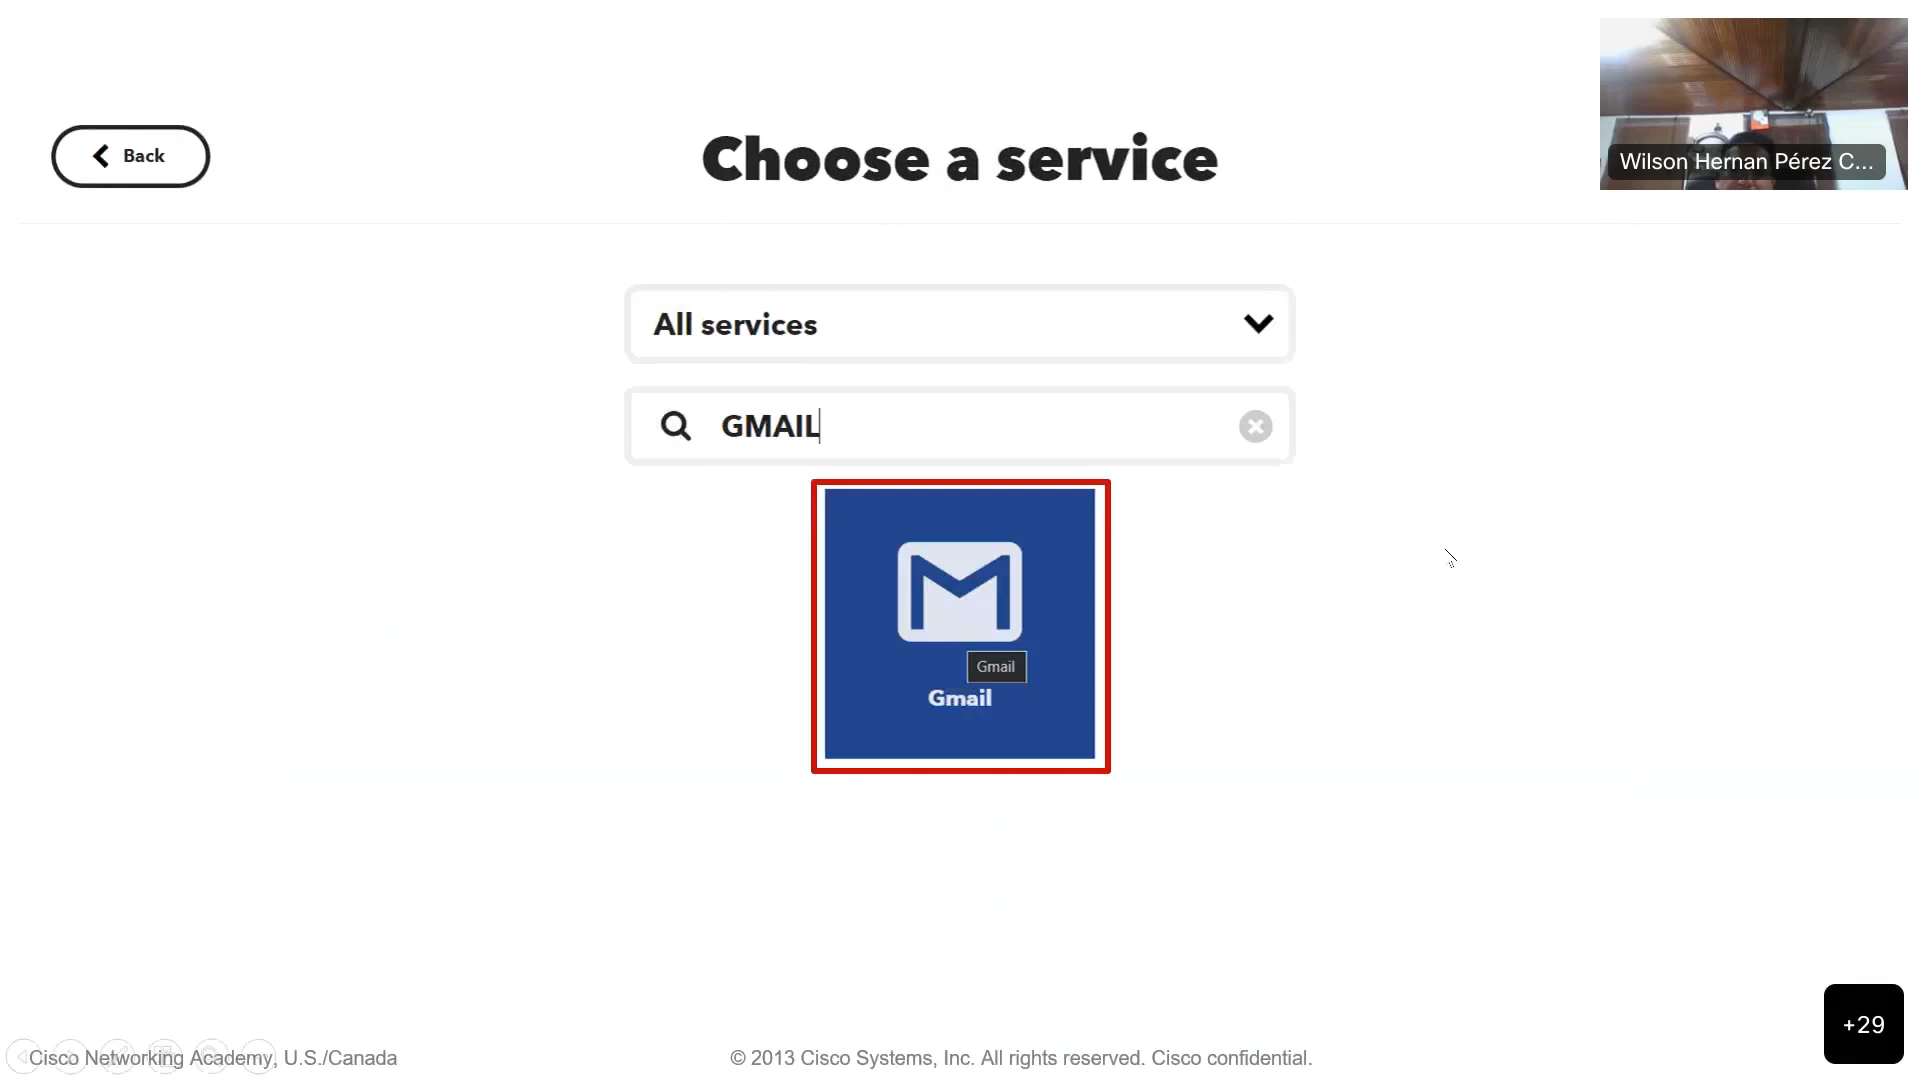 Back
Choose a service
Wilson Hernan Pérez C...
All services
GMAIL
Gmail
Gmail
+29
Cisco Networking Academy, U.S./Canada
© 2013 Cisco Systems, Inc. All rights reserved. Cisco confidential.